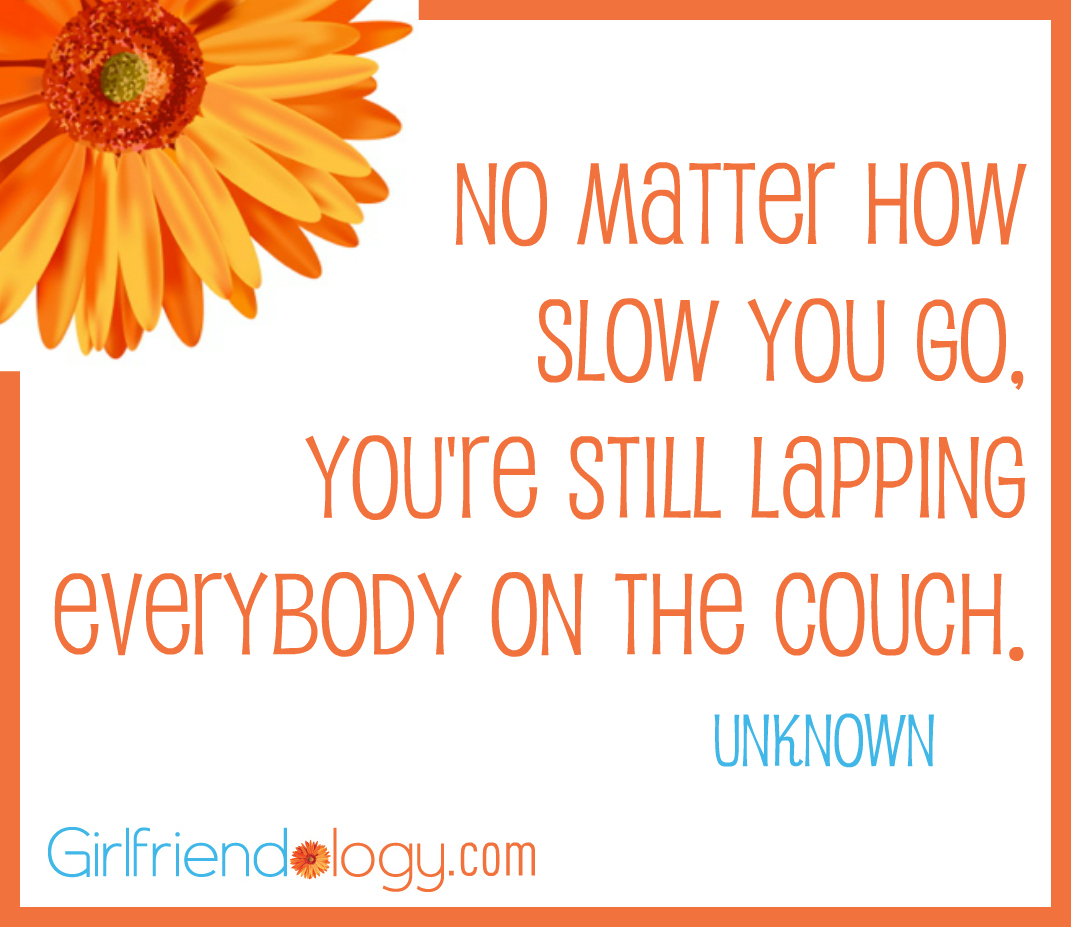 No Matter How
Slow You Go,
You're Still Lapping
Everybody on the Couch.
Unknown
Girlfriendology.com